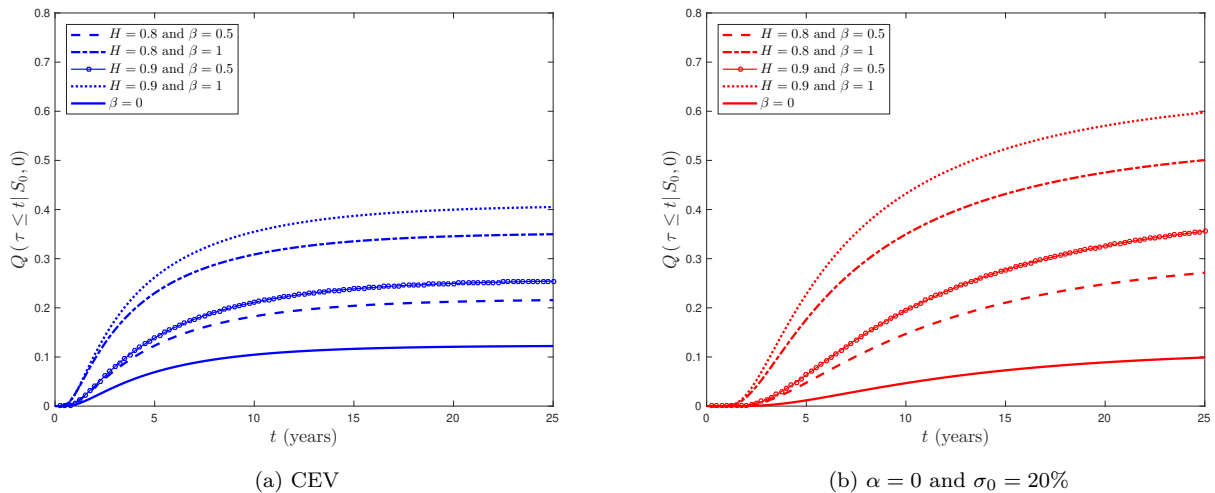 0.8
0.7
0.6
0.5
0.4
0.3
0.2
0.1
0
Q(τ ≤ t| S₀, 0)
H = 0.8 and β = 0.5
H = 0.8 and β = 1
H = 0.9 and β = 0.5
H = 0.9 and β = 1
β = 0
0 5 10 15 20 25
t (years)
(a) CEV
0.8
0.7
0.6
0.5
0.4
0.3
0.2
0.1
0
Q(τ ≤ t| S₀, 0)
H = 0.8 and β = 0.5
H = 0.8 and β = 1
H = 0.9 and β = 0.5
H = 0.9 and β = 1
β = 0
0 5 10 15 20 25
t (years)
(b) α = 0 and σ₀ = 20%